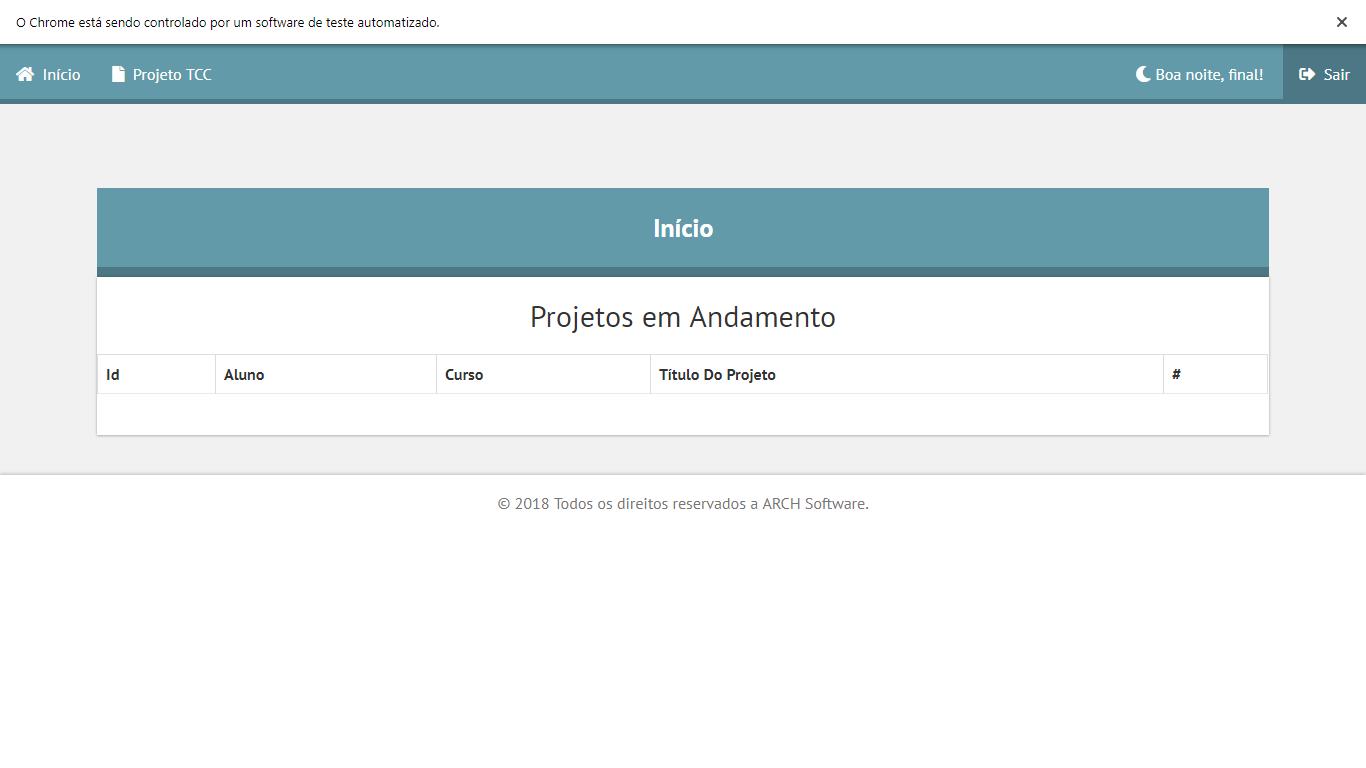 O Chrome está sendo controlado por um software de teste automatizado.
Início Projeto TCC Boa noite, final! Sair
Início
Projetos em Andamento
Id Aluno Curso Título Do Projeto #
© 2018 Todos os direitos reservados a ARCH Software.